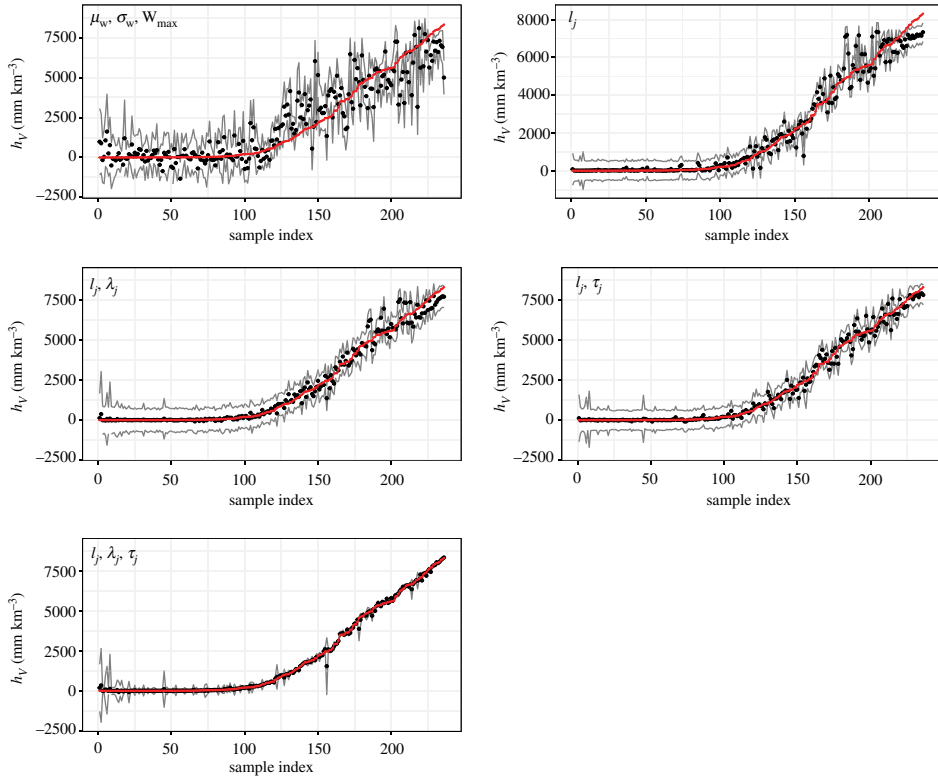 μw, σw, Wmax
7500
5000
2500
0
−2500
hV (mm km−3)
0 50 100 150 200
sample index
lj
8000
6000
4000
2000
0
hV (mm km−3)
0 50 100 150 200
sample index
lj, λj
7500
5000
2500
0
−2500
hV (mm km−3)
0 50 100 150 200
sample index
lj, τj
7500
5000
2500
0
−2500
hV (mm km−3)
0 50 100 150 200
sample index
lj, λj, τj
7500
5000
2500
0
−2500
hV (mm km−3)
0 50 100 150 200
sample index